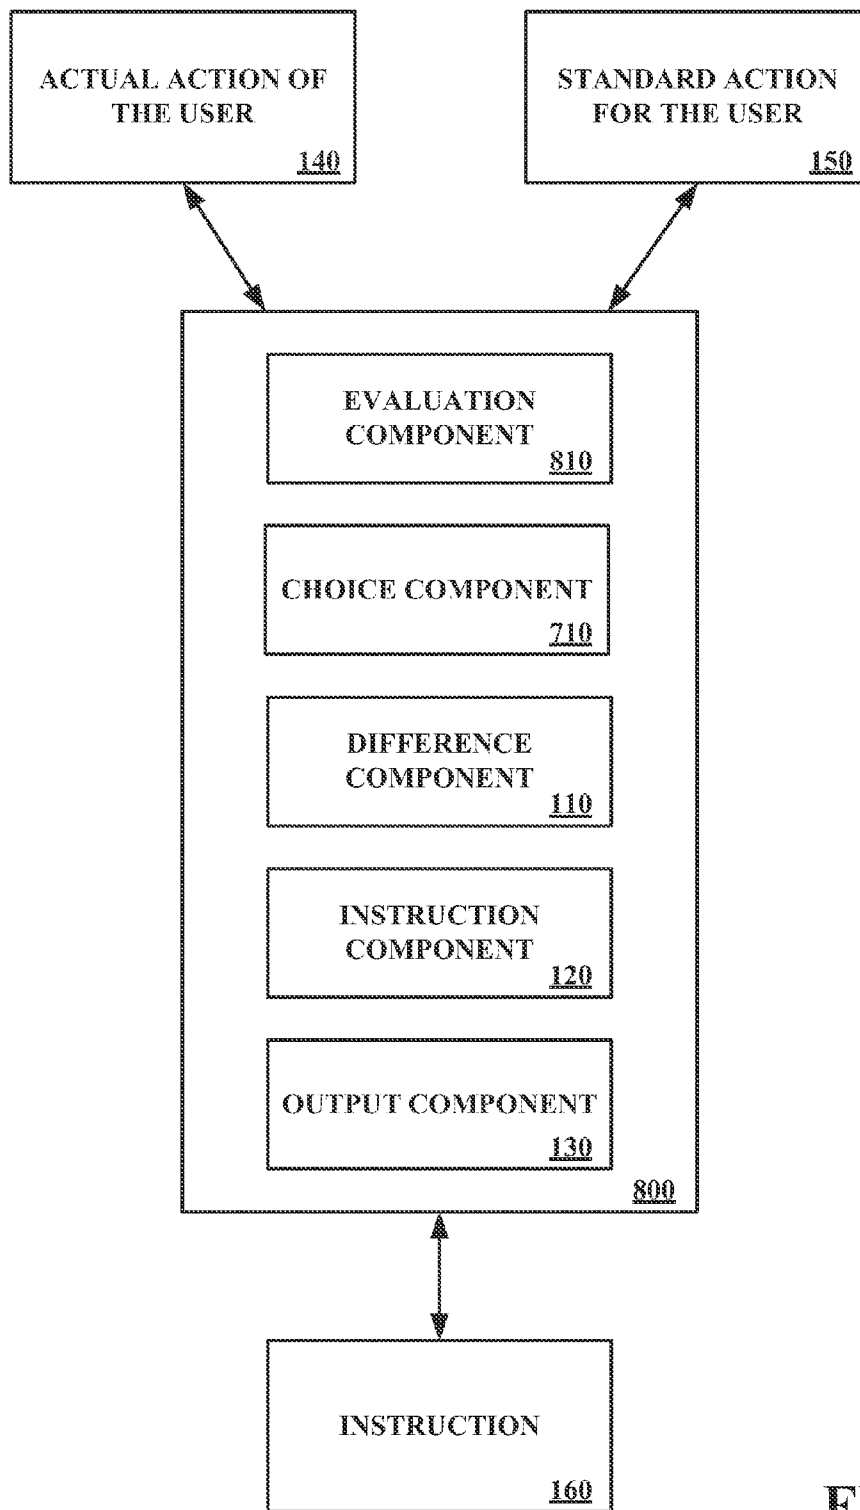 ACTUAL ACTION OF
THE USER
140
STANDARD ACTION
FOR THE USER
150
EVALUATION
COMPONENT
810
CHOICE COMPONENT
710
DIFFERENCE
COMPONENT
110
INSTRUCTION
COMPONENT
120
OUTPUT COMPONENT
130
800
INSTRUCTION
160